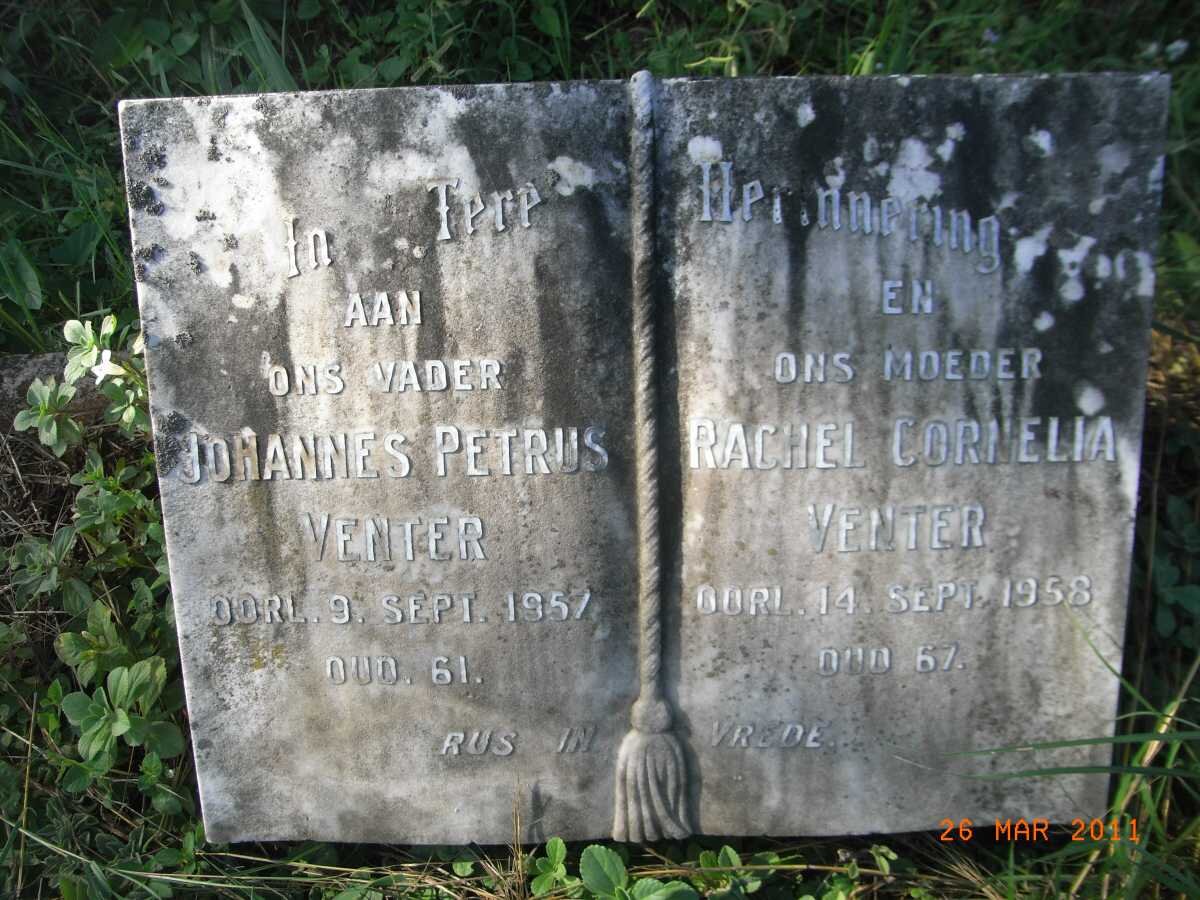 In Tere Herinnering
AAN
ONS VADER
JOHANNES PETRUS
VENTER
OORL. 9. SEPT. 1957.
OUD. 61.
EN
ONS MOEDER
RACHEL CORNELIA
VENTER
OORL. 14. SEPT. 1958
OUD 67.
RUS IN VREDE.
26 MAR 2011